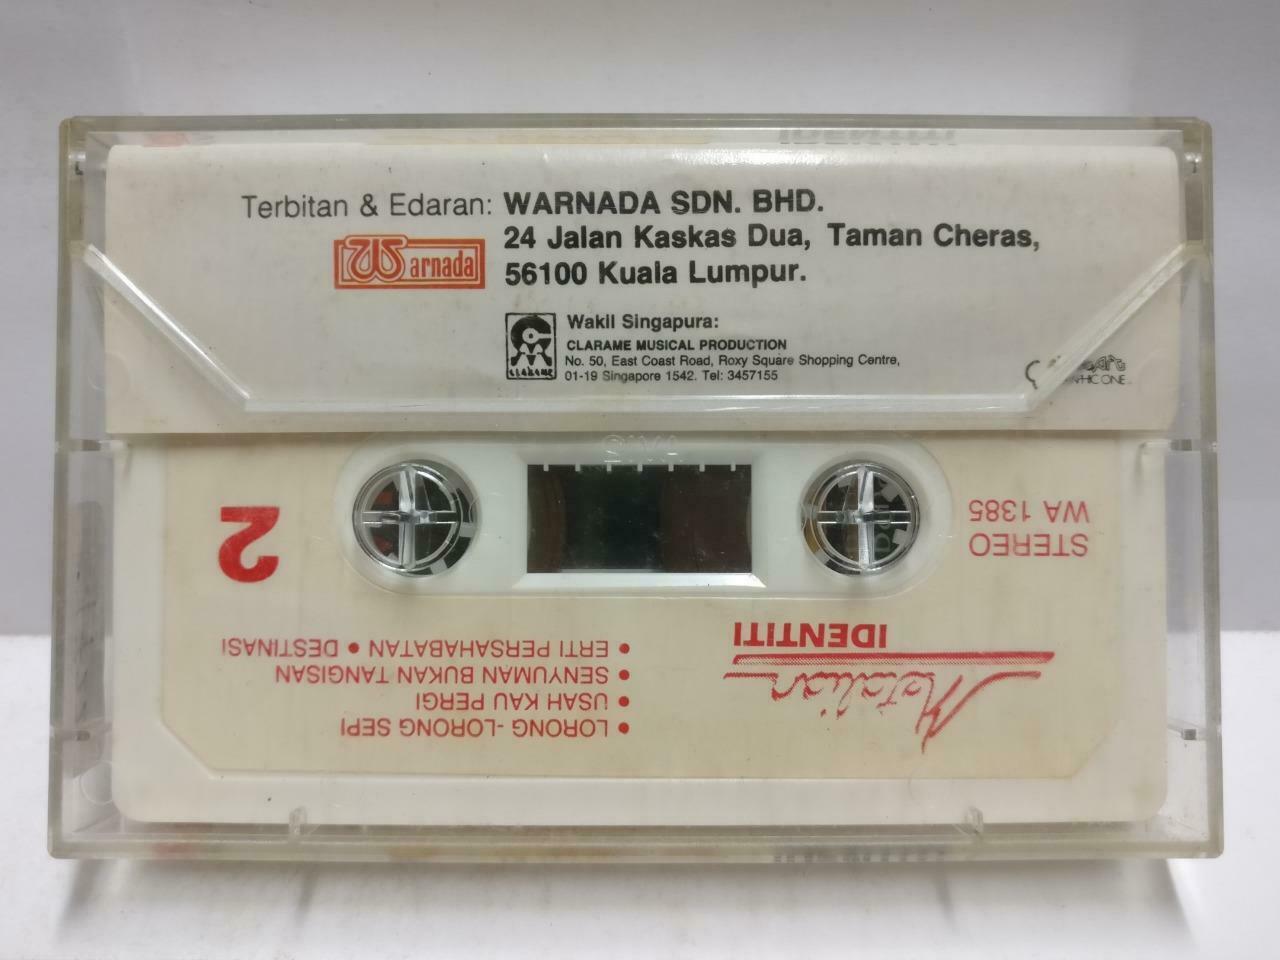 IDENTITI
Terbitan & Edaran: WARNADA SDN. BHD.
24 Jalan Kaskas Dua, Taman Cheras,
56100 Kuala Lumpur.
Warnada
Wakil Singapura:
CLARAME MUSICAL PRODUCTION
No. 50, East Coast Road, Roxy Square Shopping Centre,
01-19 Singapore 1542. Tel: 3457155
CLARAME
2
STEREO
WA 1385
Metalian
IDENTITI
• LORONG -LORONG SEPI
• USAH KAU PERGI
• SENYUMAN BUKAN TANGISAN
• ERTI PERSAHABATAN • DESTINASI